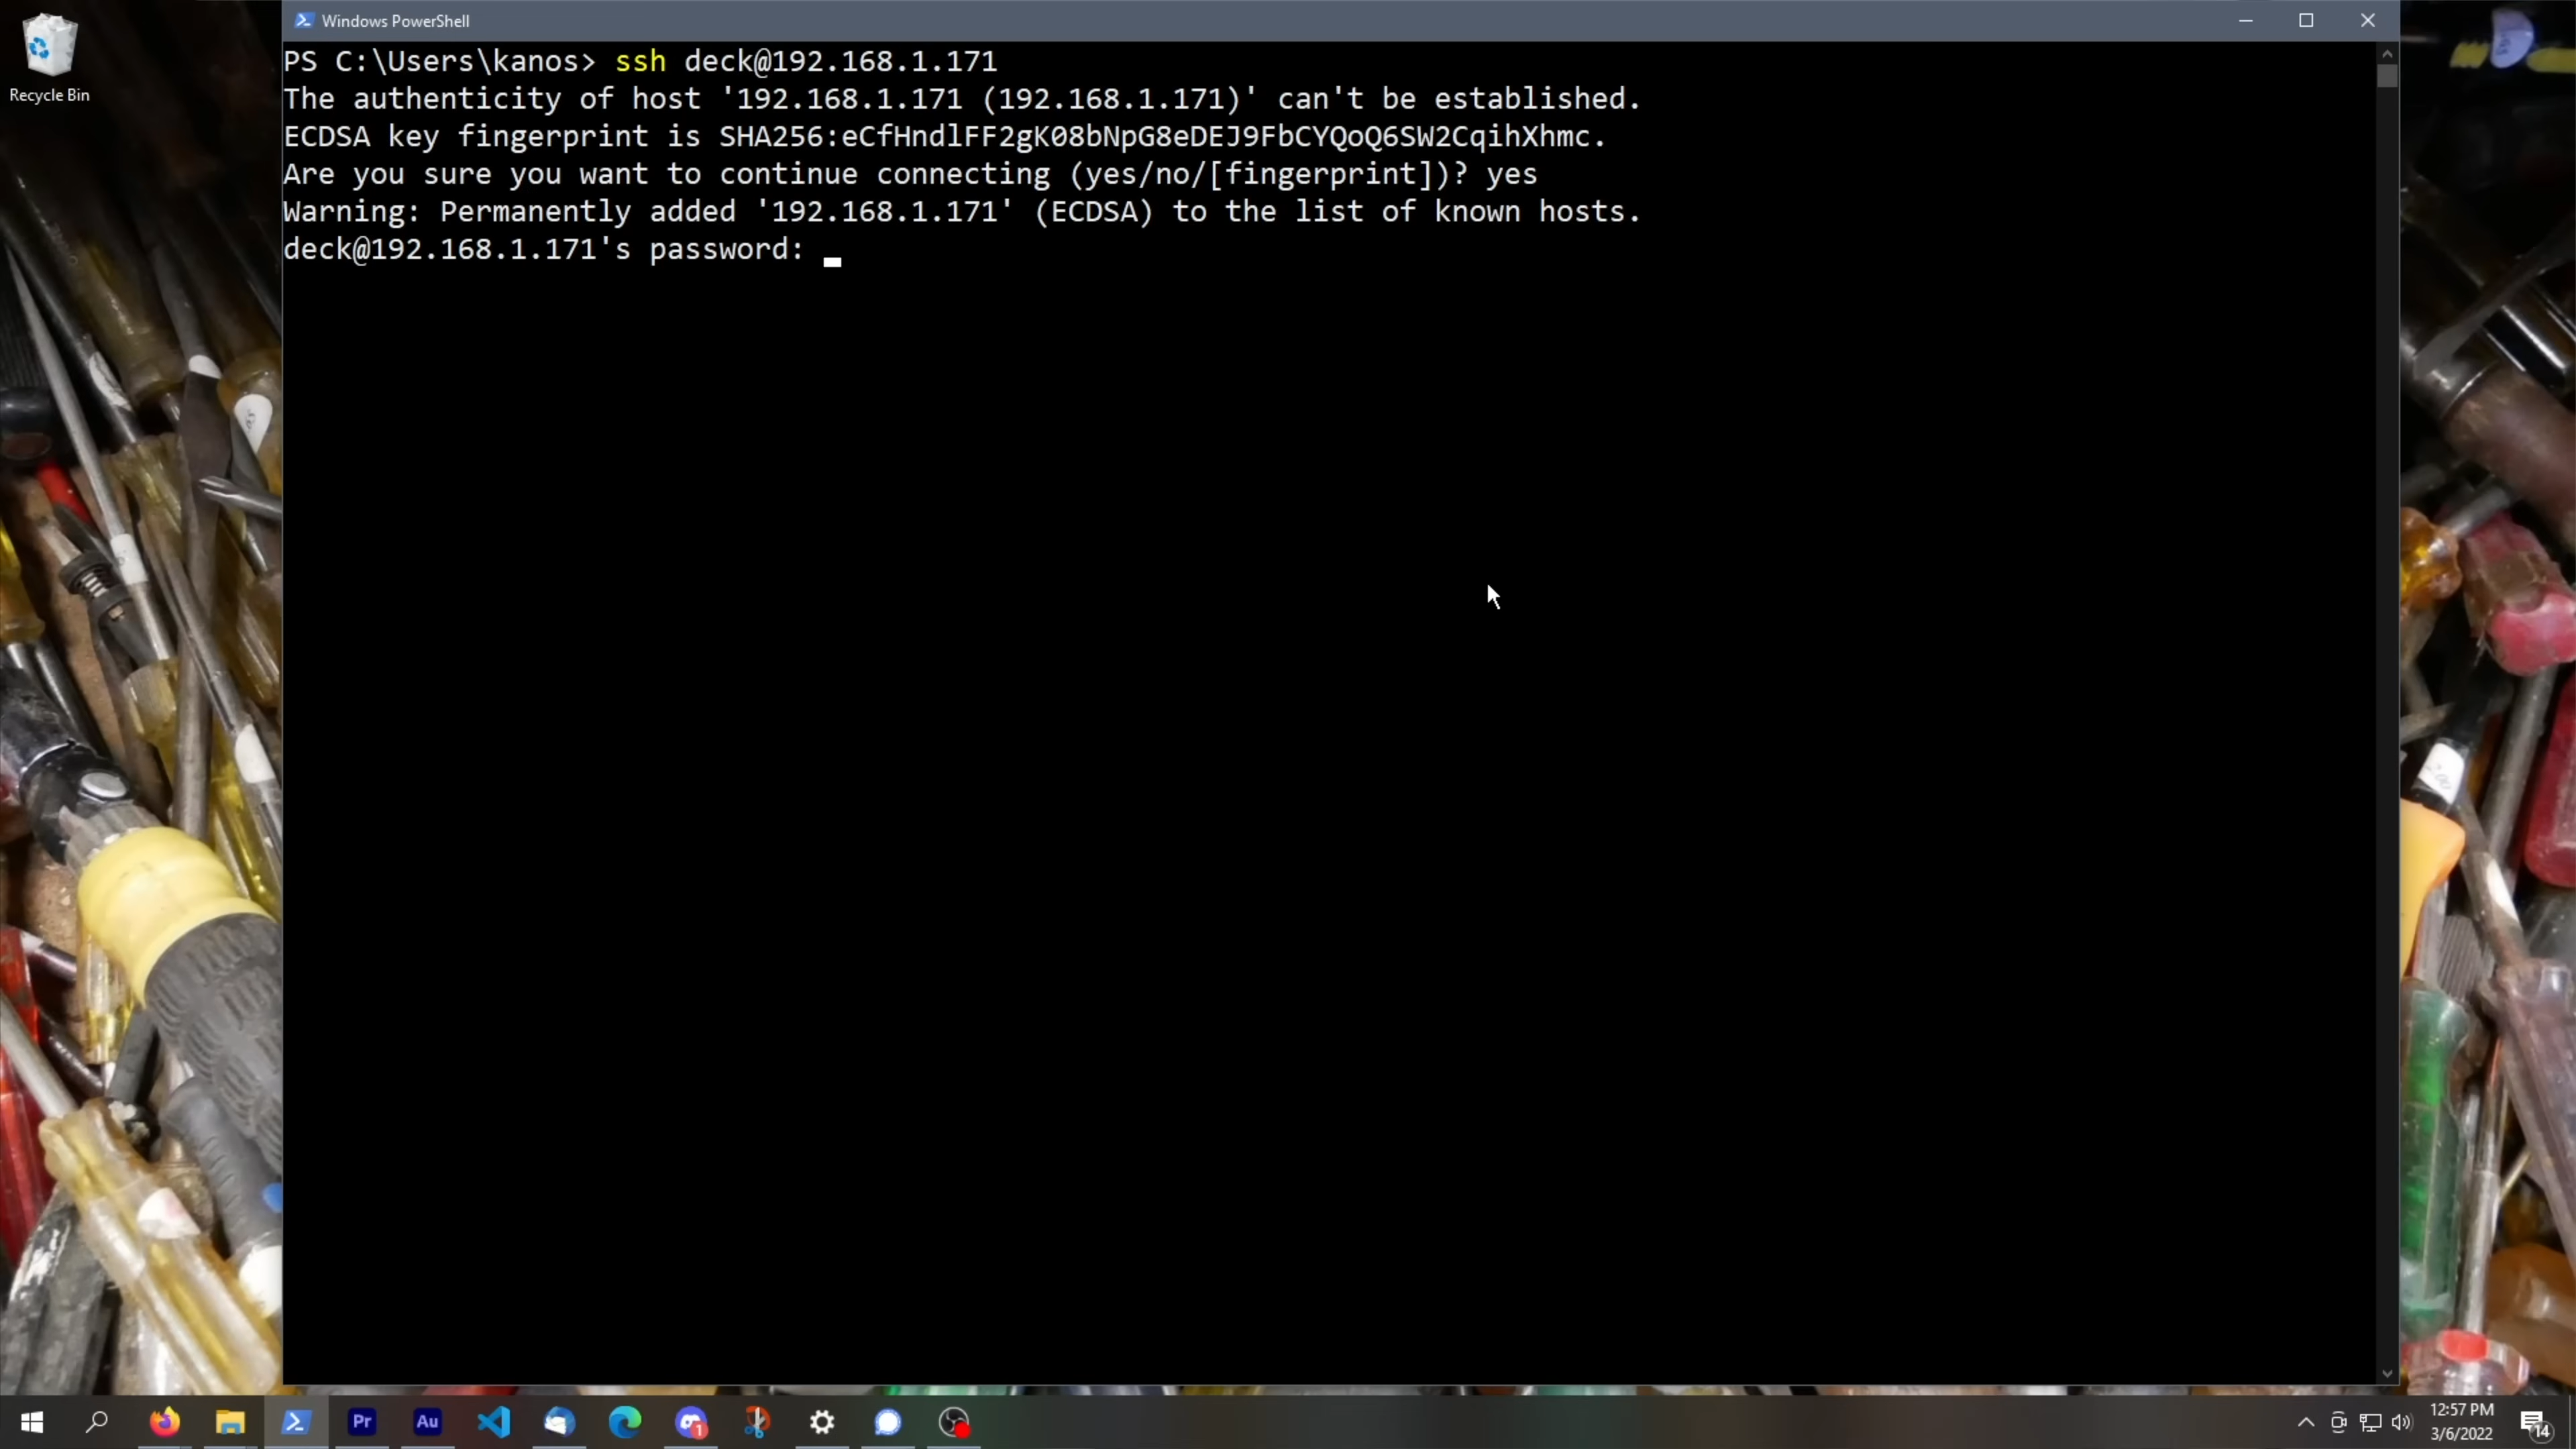 Windows PowerShell
Recycle Bin
PS C:\Users\kanos> ssh deck@192.168.1.171
The authenticity of host '192.168.1.171 (192.168.1.171)' can't be established.
ECDSA key fingerprint is SHA256:eCfHndlFF2gK08bNpG8eDEJ9FbCYQoQ6SW2CqihXhmc.
Are you sure you want to continue connecting (yes/no/[fingerprint])? yes
Warning: Permanently added '192.168.1.171' (ECDSA) to the list of known hosts.
deck@192.168.1.171's password:
Pr
Au
1
12:57 PM
3/6/2022
14